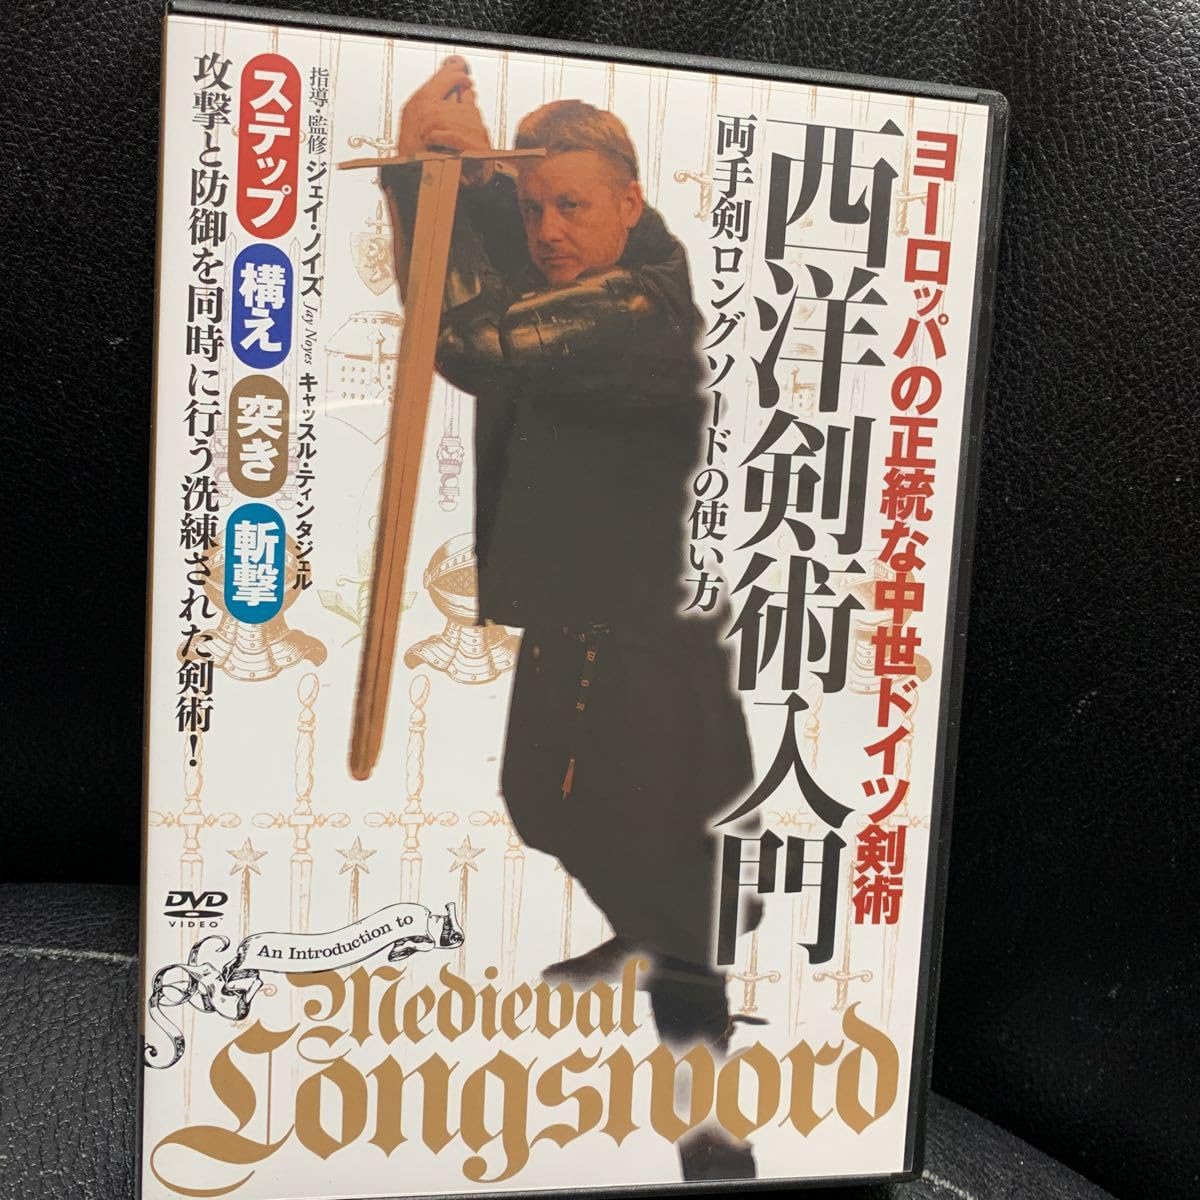 ヨーロッパの正統な中世ドイツ剣術
西洋剣術入門
両手剣ロングソードの使い方
指導・監修 ジェイ・ノイズ Jay Noyes キャッスル・ティンタジェル
ステップ
構え
突き
斬撃
攻撃と防御を同時に行う洗練された剣術!
DVD
VIDEO
An Introduction to
Medieval
Longsword